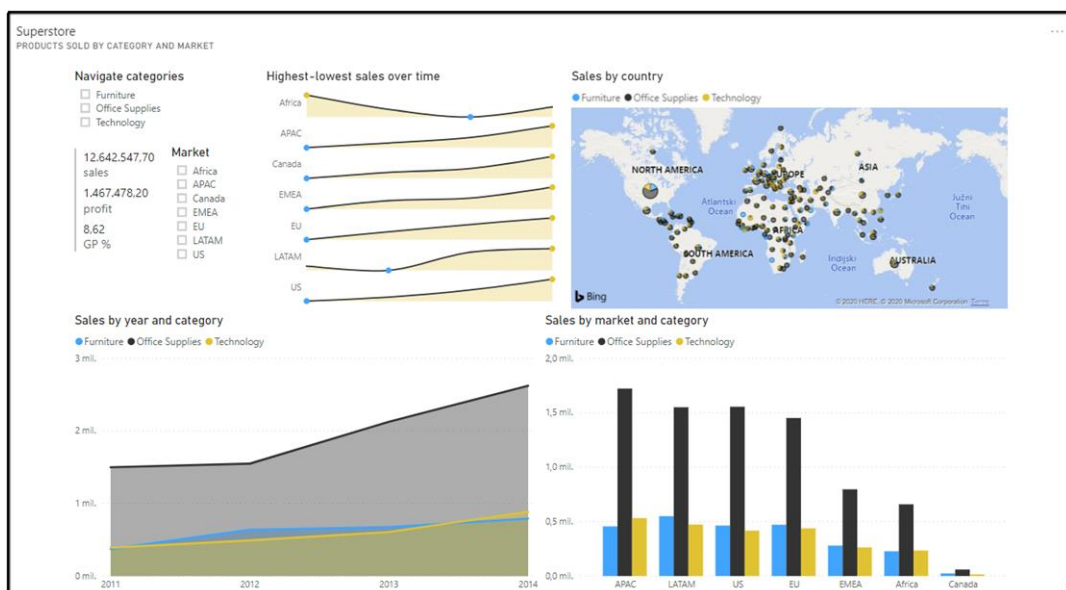 Superstore
PRODUCTS SOLD BY CATEGORY AND MARKET
Navigate categories
Furniture
Office Supplies
Technology
12.642.547,70
sales
1.467.478,20
profit
8,62
GP %
Market
Africa
APAC
Canada
EMEA
EU
LATAM
US
Highest-lowest sales over time
Africa
APAC
Canada
EMEA
EU
LATAM
US
Sales by country
Furniture Office Supplies Technology
NORTH AMERICA
EUROPE
ASIA
Atlantski
Ocean
Južni
Tihi
Ocean
AFRICA
SOUTH AMERICA
Indijski
Ocean
AUSTRALIA
Bing
© 2020 HERE, © 2020 Microsoft Corporation Terms
Sales by year and category
Furniture Office Supplies Technology
3 mil.
2 mil.
1 mil.
0 mil.
2011 2012 2013 2014
Sales by market and category
Furniture Office Supplies Technology
2,0 mil.
1,5 mil.
1,0 mil.
0,5 mil.
0,0 mil.
APAC LATAM US EU EMEA Africa Canada